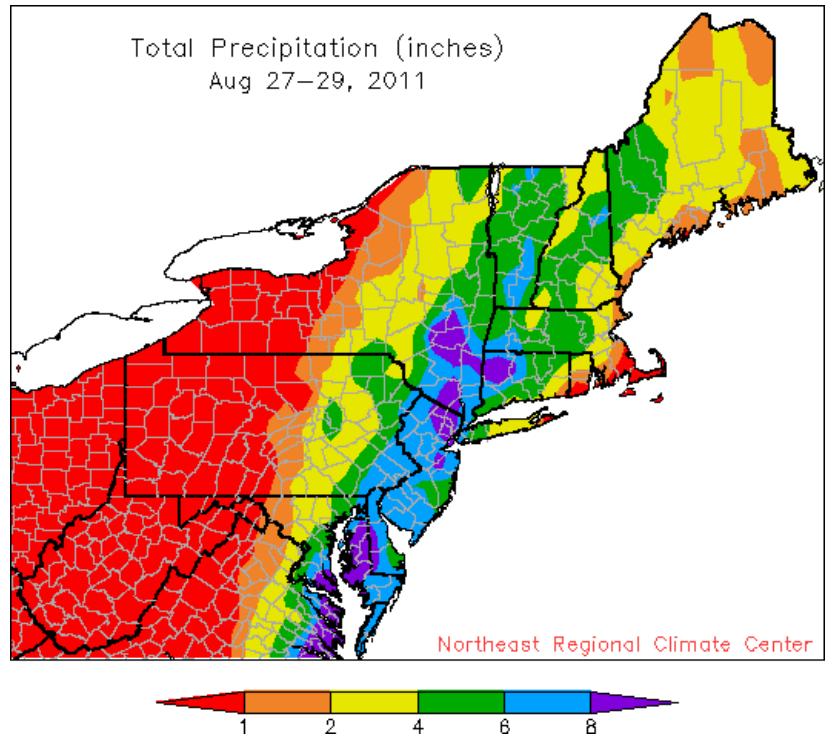 Total Precipitation (inches)
Aug 27-29, 2011
Northeast Regional Climate Center
1 2 4 6 8